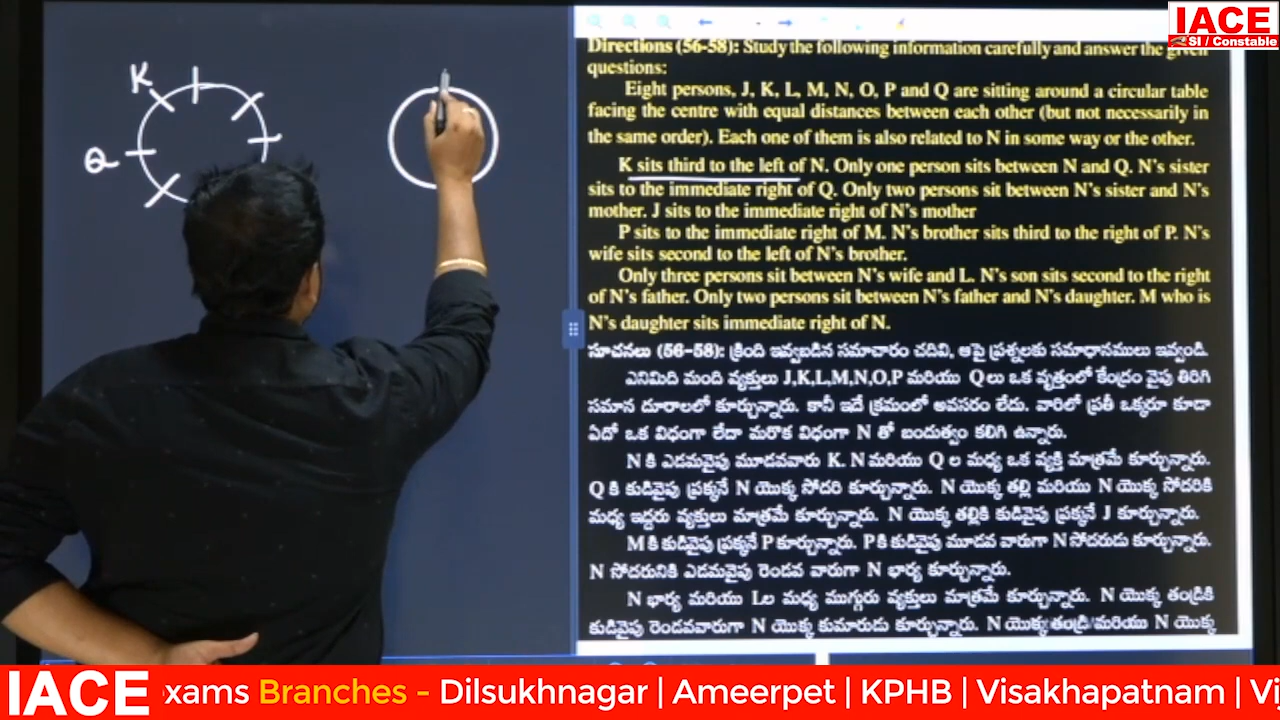 IACE
SI / Constable
K
Q
Directions (56-58): Study the following information carefully and answer the given
questions:
Eight persons, J, K, L, M, N, O, P and Q are sitting around a circular table
facing the centre with equal distances between each other (but not necessarily in
the same order). Each one of them is also related to N in some way or the other.
K sits third to the left of N. Only one person sits between N and Q. N's sister
sits to the immediate right of Q. Only two persons sit between N's sister and N's
mother. J sits to the immediate right of N's mother
P sits to the immediate right of M. N's brother sits third to the right of P. N's
wife sits second to the left of N's brother.
Only three persons sit between N's wife and L. N's son sits second to the right
of N's father. Only two persons sit between N's father and N's daughter. M who is
N's daughter sits immediate right of N.
సూచనలు (56-58): క్రింది ఇవ్వబడిన సమాచారం చదివి, ఆపై ప్రశ్నలకు సమాధానములు ఇవ్వండి.
ఎనిమిది మంది వ్యక్తులు J,K,L,M,N,O,P మరియు Q లు ఒక వృత్తంలో కేంద్రం వైపు తిరిగి
సమాన దూరాలలో కూర్చున్నారు. కానీ ఇదే క్రమంలో అవసరం లేదు. వారిలో ప్రతీ ఒక్కరూ కూడా
ఏదో ఒక విధంగా లేదా మరొక విధంగా N తో బందుత్వం కలిగి ఉన్నారు.
N కి ఎడమవైపు మూడవవారు K. N మరియు Q ల మధ్య ఒక వ్యక్తి మాత్రమే కూర్చున్నారు.
Q కి కుడివైపు ప్రక్కనే N యొక్క సోదరి కూర్చున్నారు. N యొక్క తల్లి మరియు N యొక్క సోదరికి
మధ్య ఇద్దరు వ్యక్తులు మాత్రమే కూర్చున్నారు. N యొక్క తల్లికి కుడివైపు ప్రక్కనే J కూర్చున్నారు.
M కి కుడివైపు ప్రక్కనే P కూర్చున్నారు. P కి కుడివైపు మూడవ వారుగా N సోదరుడు కూర్చున్నారు.
N సోదరునికి ఎడమవైపు రెండవ వారుగా N భార్య కూర్చున్నారు.
N భార్య మరియు L ల మధ్య ముగ్గురు వ్యక్తులు మాత్రమే కూర్చున్నారు. N యొక్క తండ్రికి
కుడివైపు రెండవవారుగా N యొక్క కుమారుడు కూర్చున్నారు. N యొక్క తండ్రి మరియు N యొక్క
IACE xams Branches - Dilsukhnagar | Ameerpet | KPHB | Visakhapatnam | Vij